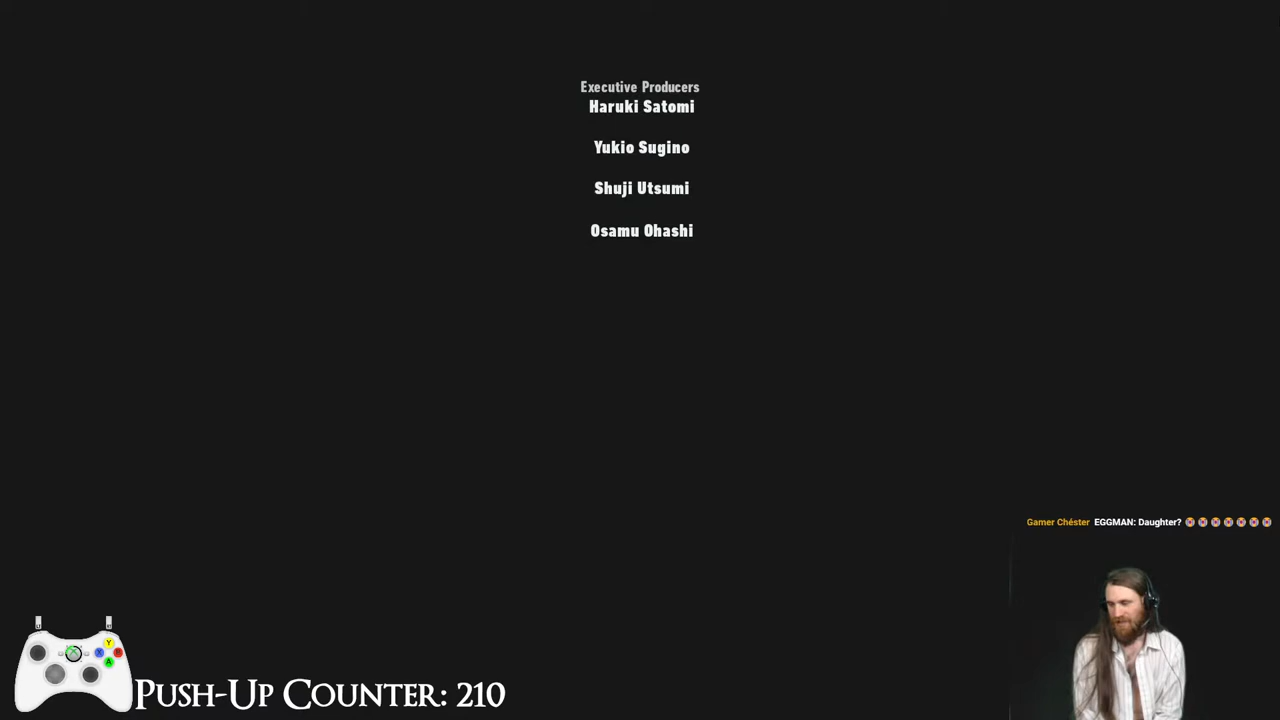 Executive Producers
Haruki Satomi
Yukio Sugino
Shuji Utsumi
Osamu Ohashi
Gamer Chéster EGGMAN: Daughter?
Y
X B
A
Push-Up Counter: 210